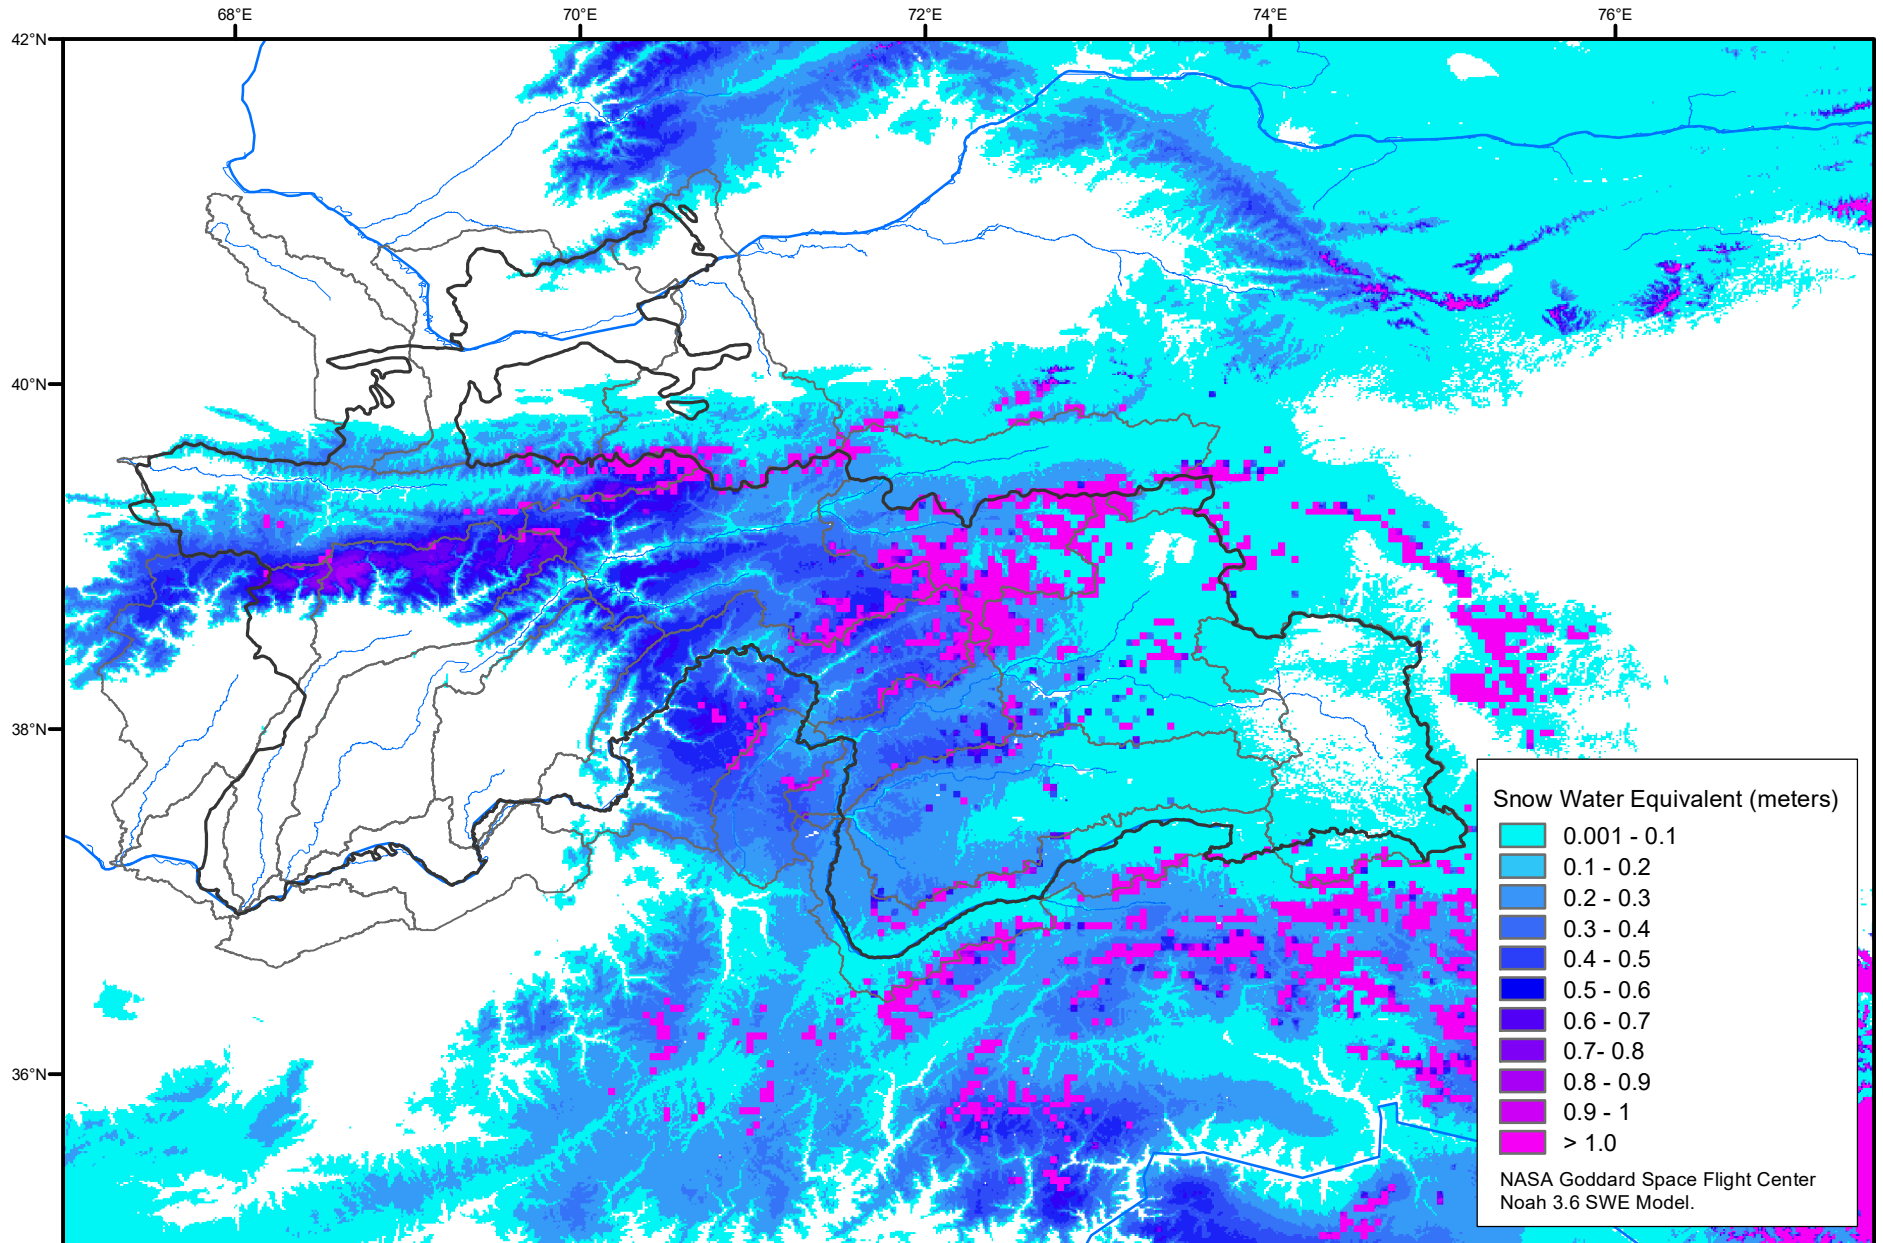 68°E 70°E 72°E 74°E 76°E
42°N
40°N
38°N
36°N
Snow Water Equivalent (meters)
0.001 - 0.1
0.1 - 0.2
0.2 - 0.3
0.3 - 0.4
0.4 - 0.5
0.5 - 0.6
0.6 - 0.7
0.7- 0.8
0.8 - 0.9
0.9 - 1
> 1.0
NASA Goddard Space Flight Center
Noah 3.6 SWE Model.